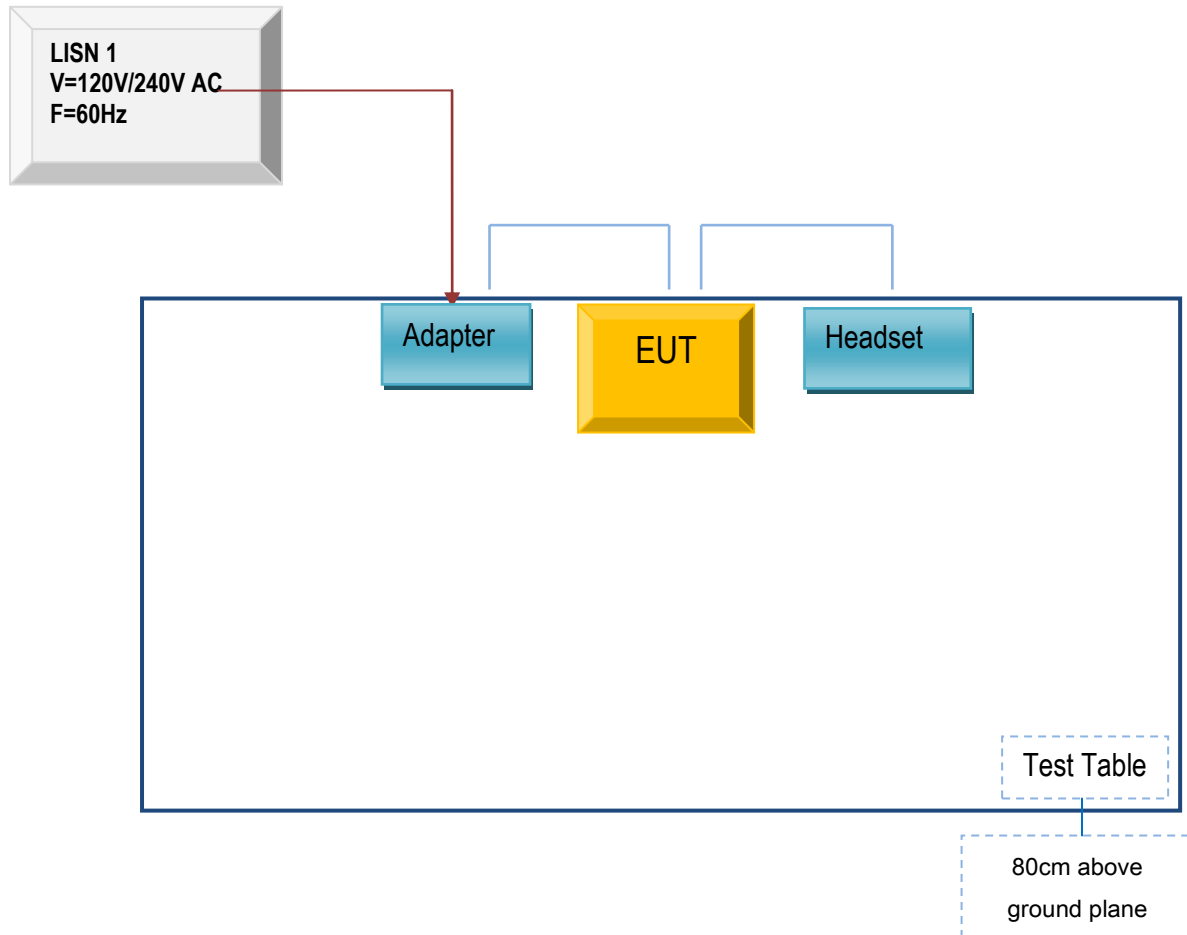 LISN 1
V=120V/240V AC
F=60Hz
Adapter
EUT
Headset
Test Table
80cm above
ground plane